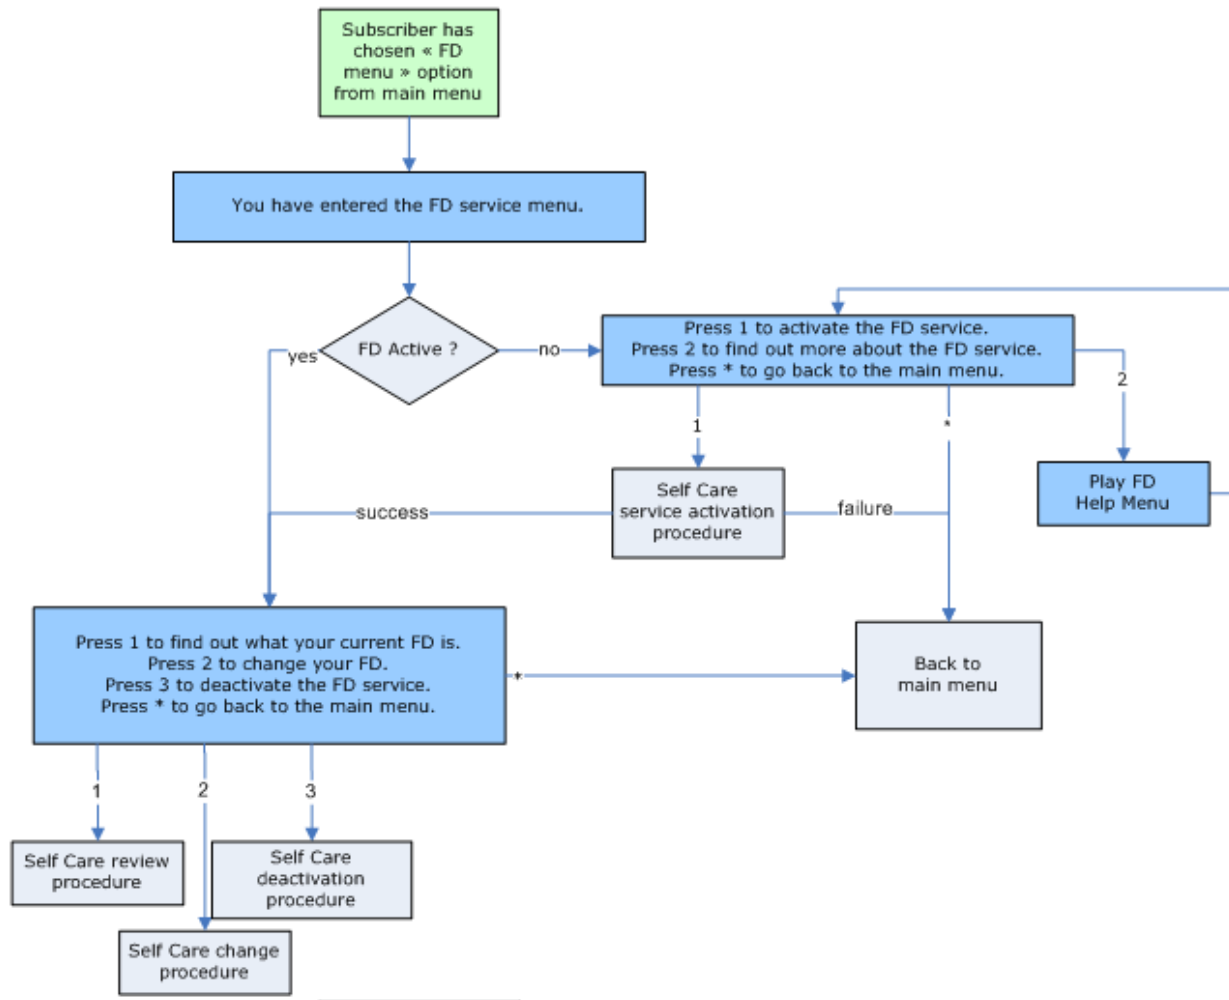 Subscriber has
chosen « FD
menu » option
from main menu
You have entered the FD service menu.
FD Active ?
yes
no
Press 1 to activate the FD service.
Press 2 to find out more about the FD service.
Press * to go back to the main menu.
2
1
*
Play FD
Help Menu
Self Care
service activation
procedure
success
failure
Press 1 to find out what your current FD is.
Press 2 to change your FD.
Press 3 to deactivate the FD service.
Press * to go back to the main menu.
*
Back to
main menu
1
2
3
Self Care review
procedure
Self Care
deactivation
procedure
Self Care change
procedure